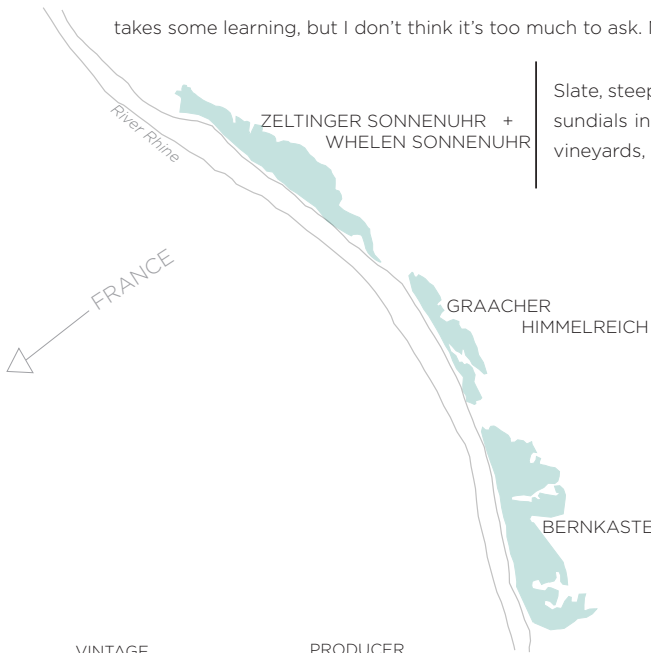 takes some learning, but I don’t think it’s too much to ask.
River Rhine
ZELTINGER SONNENUHR +
WHELEN SONNENUHR
Slate, steep
sundials in
vineyards,
FRANCE
GRAACHER
HIMMELREICH
BERNKASTE
VINTAGE
PRODUCER